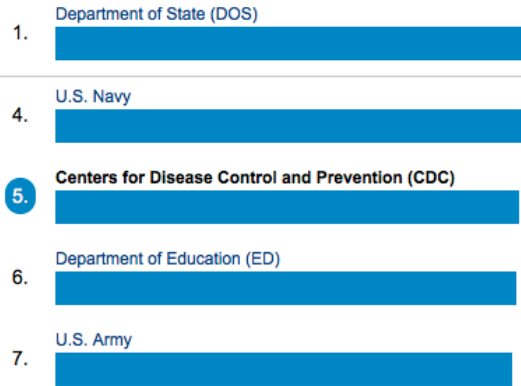 Department of State (DOS)
1.
U.S. Navy
4.
Centers for Disease Control and Prevention (CDC)
5.
Department of Education (ED)
6.
U.S. Army
7.